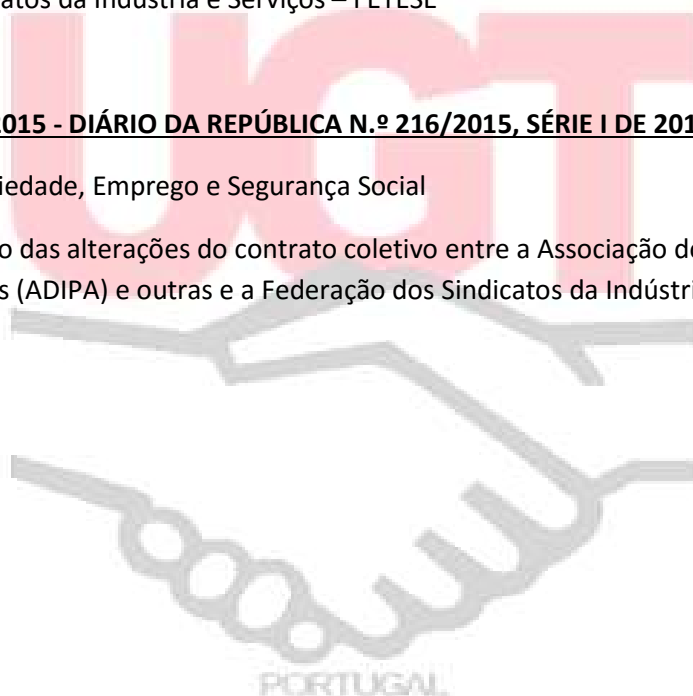 atos da Indústria e Serviços – FETESE
UGT
2015 - DIÁRIO DA REPÚBLICA N.º 216/2015, SÉRIE I DE 201
iedade, Emprego e Segurança Social
o das alterações do contrato coletivo entre a Associação d
s (ADIPA) e outras e a Federação dos Sindicatos da Indústri
PORTUGAL